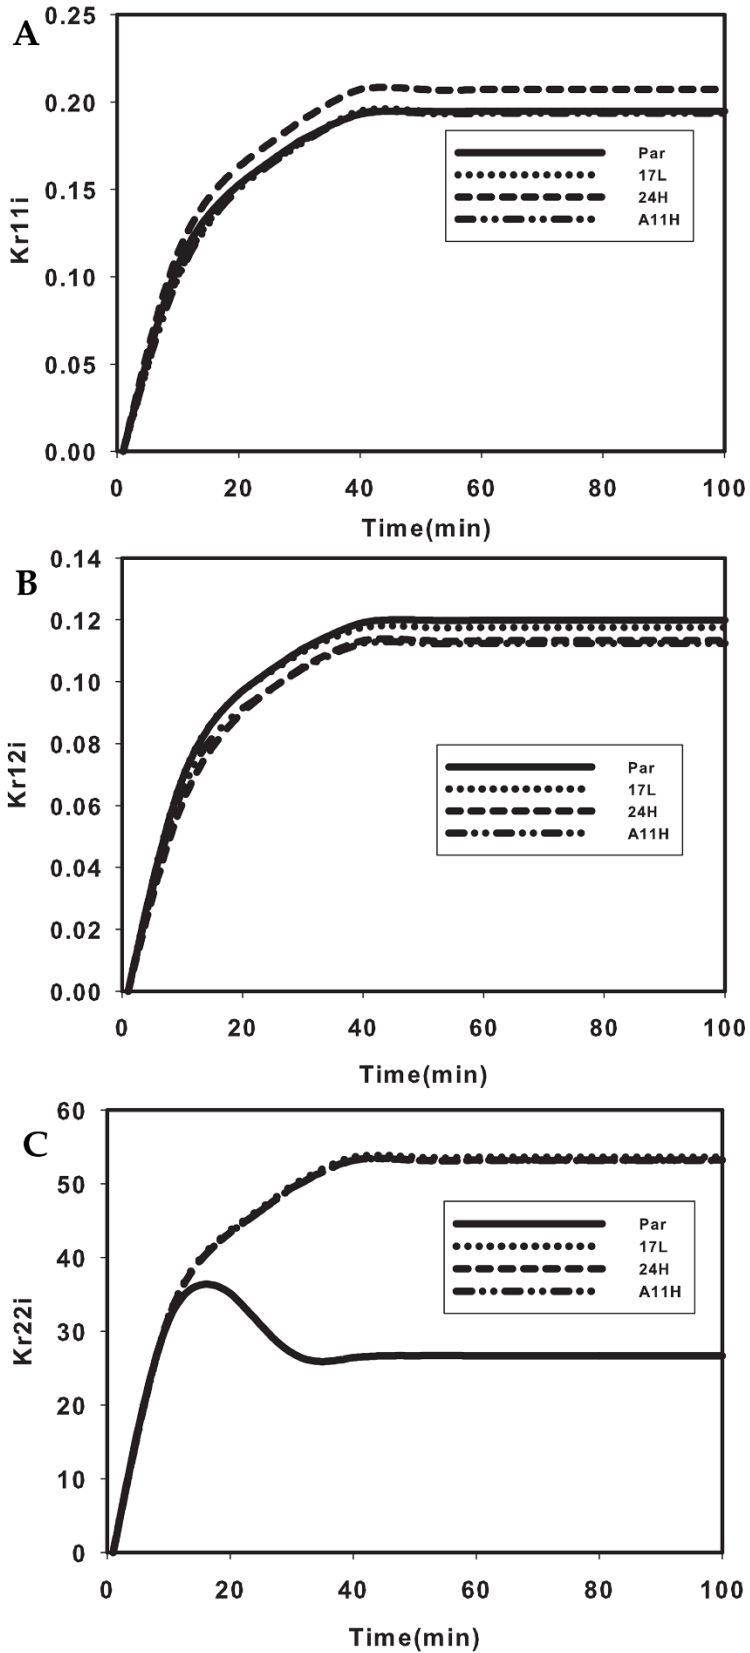 A
0.25
0.20
0.15
0.10
0.05
0.00
Kr11i
Par
17L
24H
A11H
0 20 40 60 80 100
Time(min)
B
0.14
0.12
0.10
0.08
0.06
0.04
0.02
0.00
Kr12i
Par
17L
24H
A11H
0 20 40 60 80 100
Time(min)
C
60
50
40
30
20
10
0
Kr22i
Par
17L
24H
A11H
0 20 40 60 80 100
Time(min)